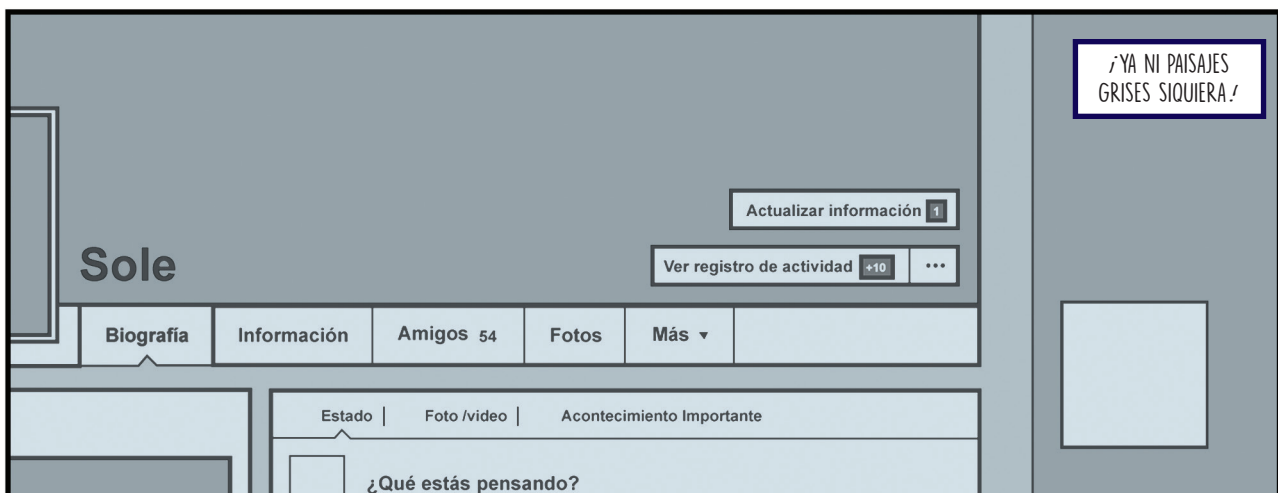 ¡YA NI PAISAJES
GRISES SIQUIERA!
Actualizar información 1
Sole
Ver registro de actividad +10 ...
Biografía Información Amigos 54 Fotos Más ▼
Estado | Foto /video | Acontecimiento Importante
¿Qué estás pensando?